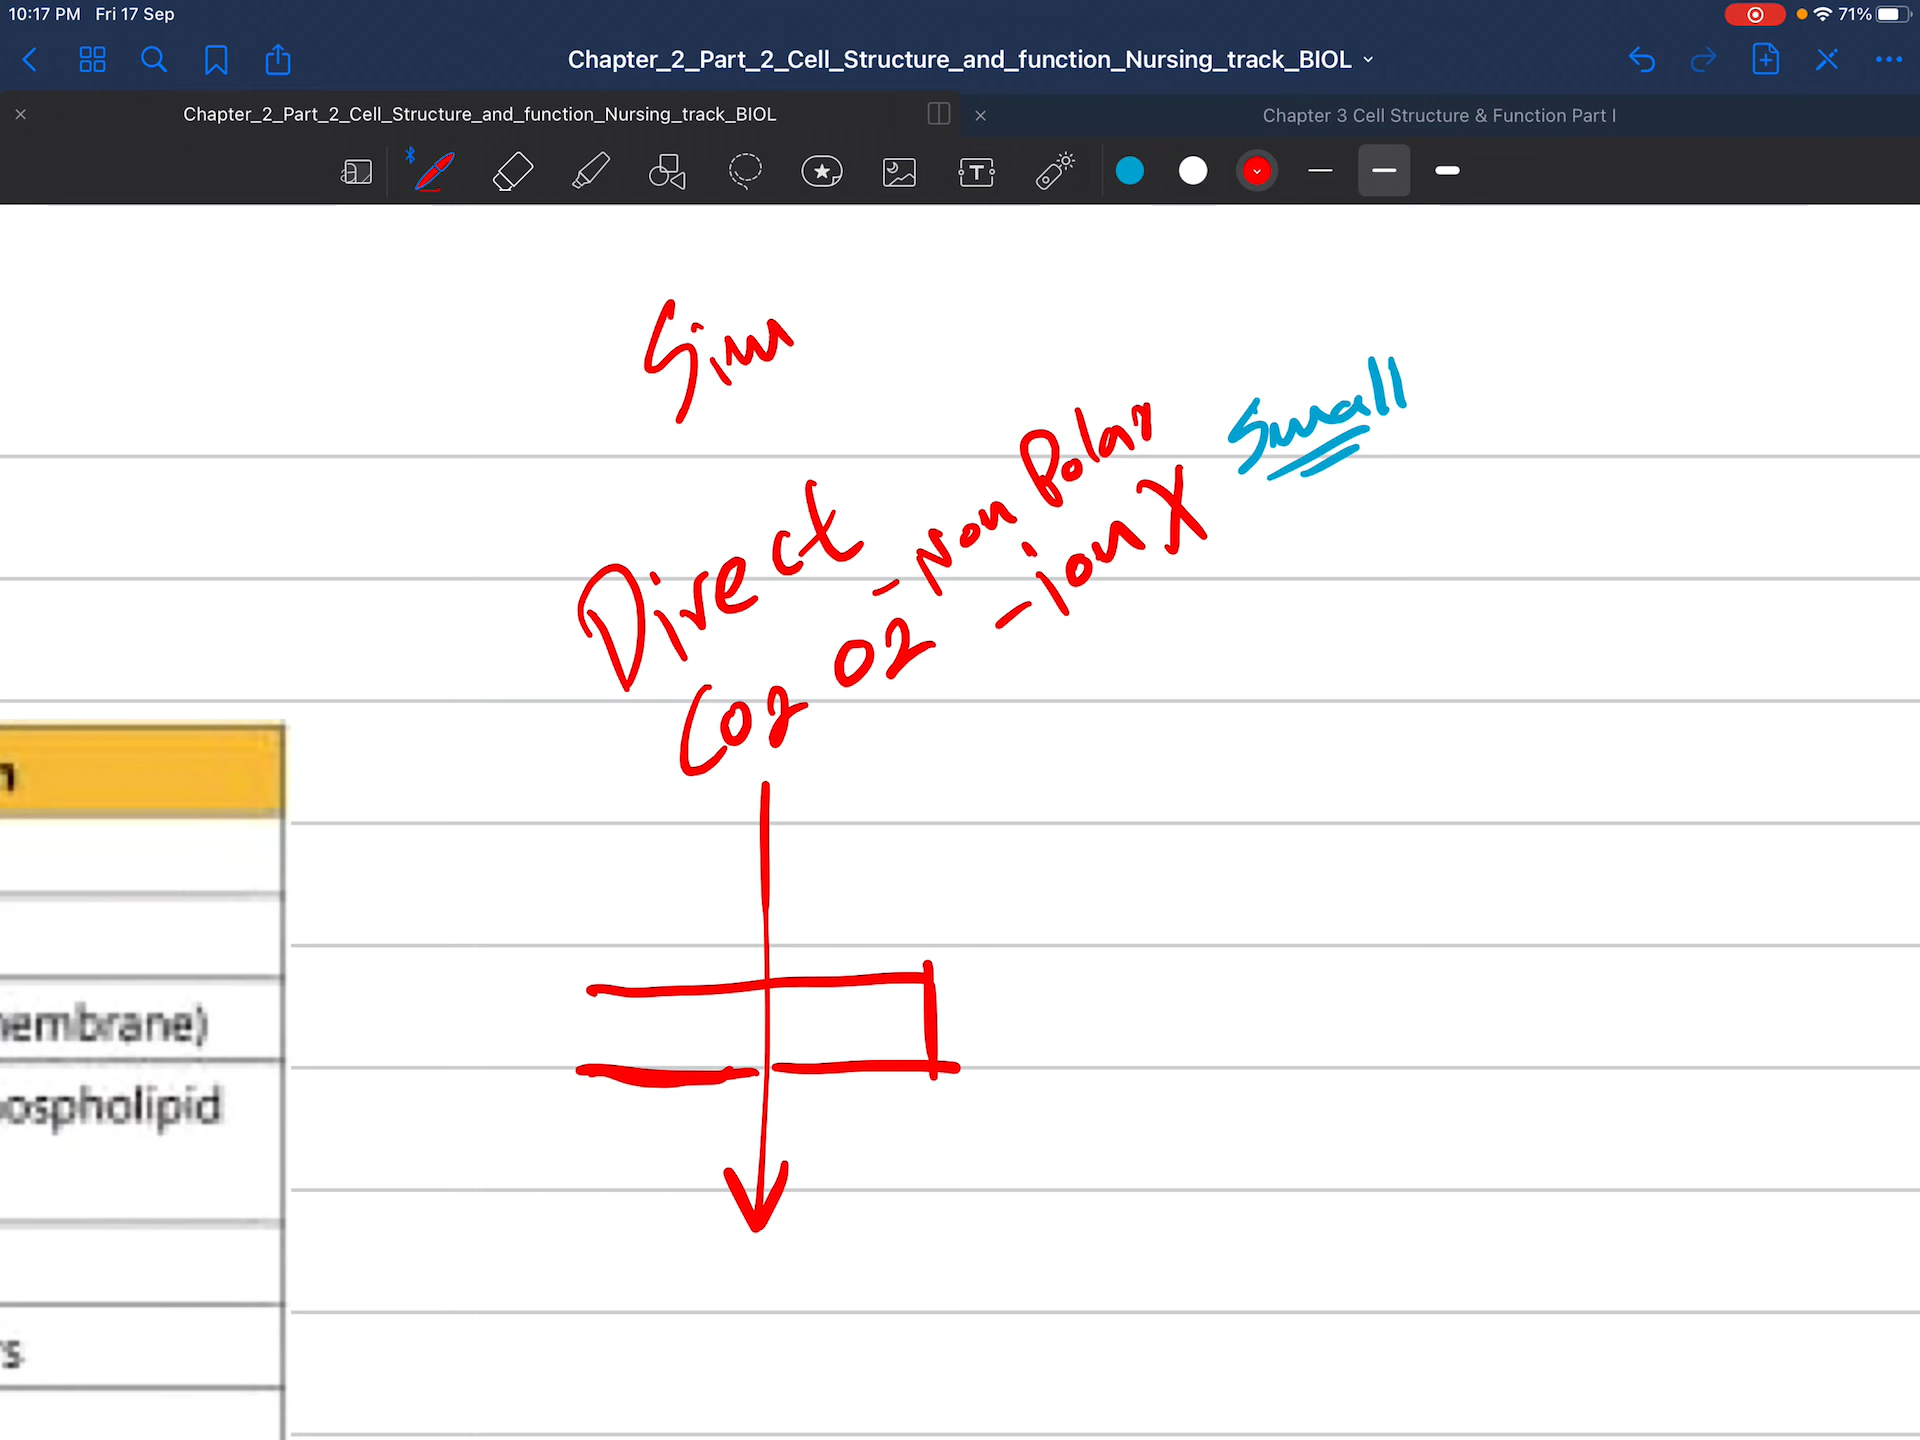 10:17 PM Fri 17 Sep 71%
Chapter_2_Part_2_Cell_Structure_and_function_Nursing_track_BIOL
Chapter_2_Part_2_Cell_Structure_and_function_Nursing_track_BIOL
Chapter 3 Cell Structure & Function Part I
Sim
Small
Direct - Non Polar
- ion X
Co2 O2
n
embrane)
ospholipid
rs